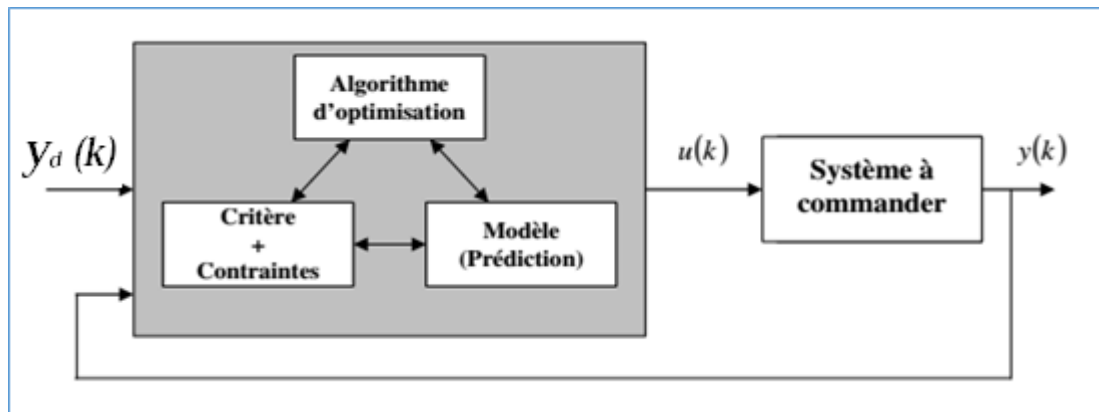 Algorithme
d'optimisation
y_d (k)
Critère
+
Contraintes
Modèle
(Prédiction)
u(k)
Système à
commander
y(k)